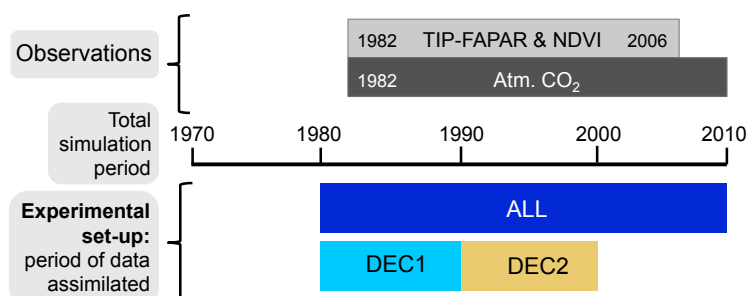 Observations
1982 TIP-FAPAR & NDVI 2006
1982 Atm. CO₂
Total
simulation
period
1970 1980 1990 2000 2010
Experimental
set-up:
period of data
assimilated
ALL
DEC1 DEC2